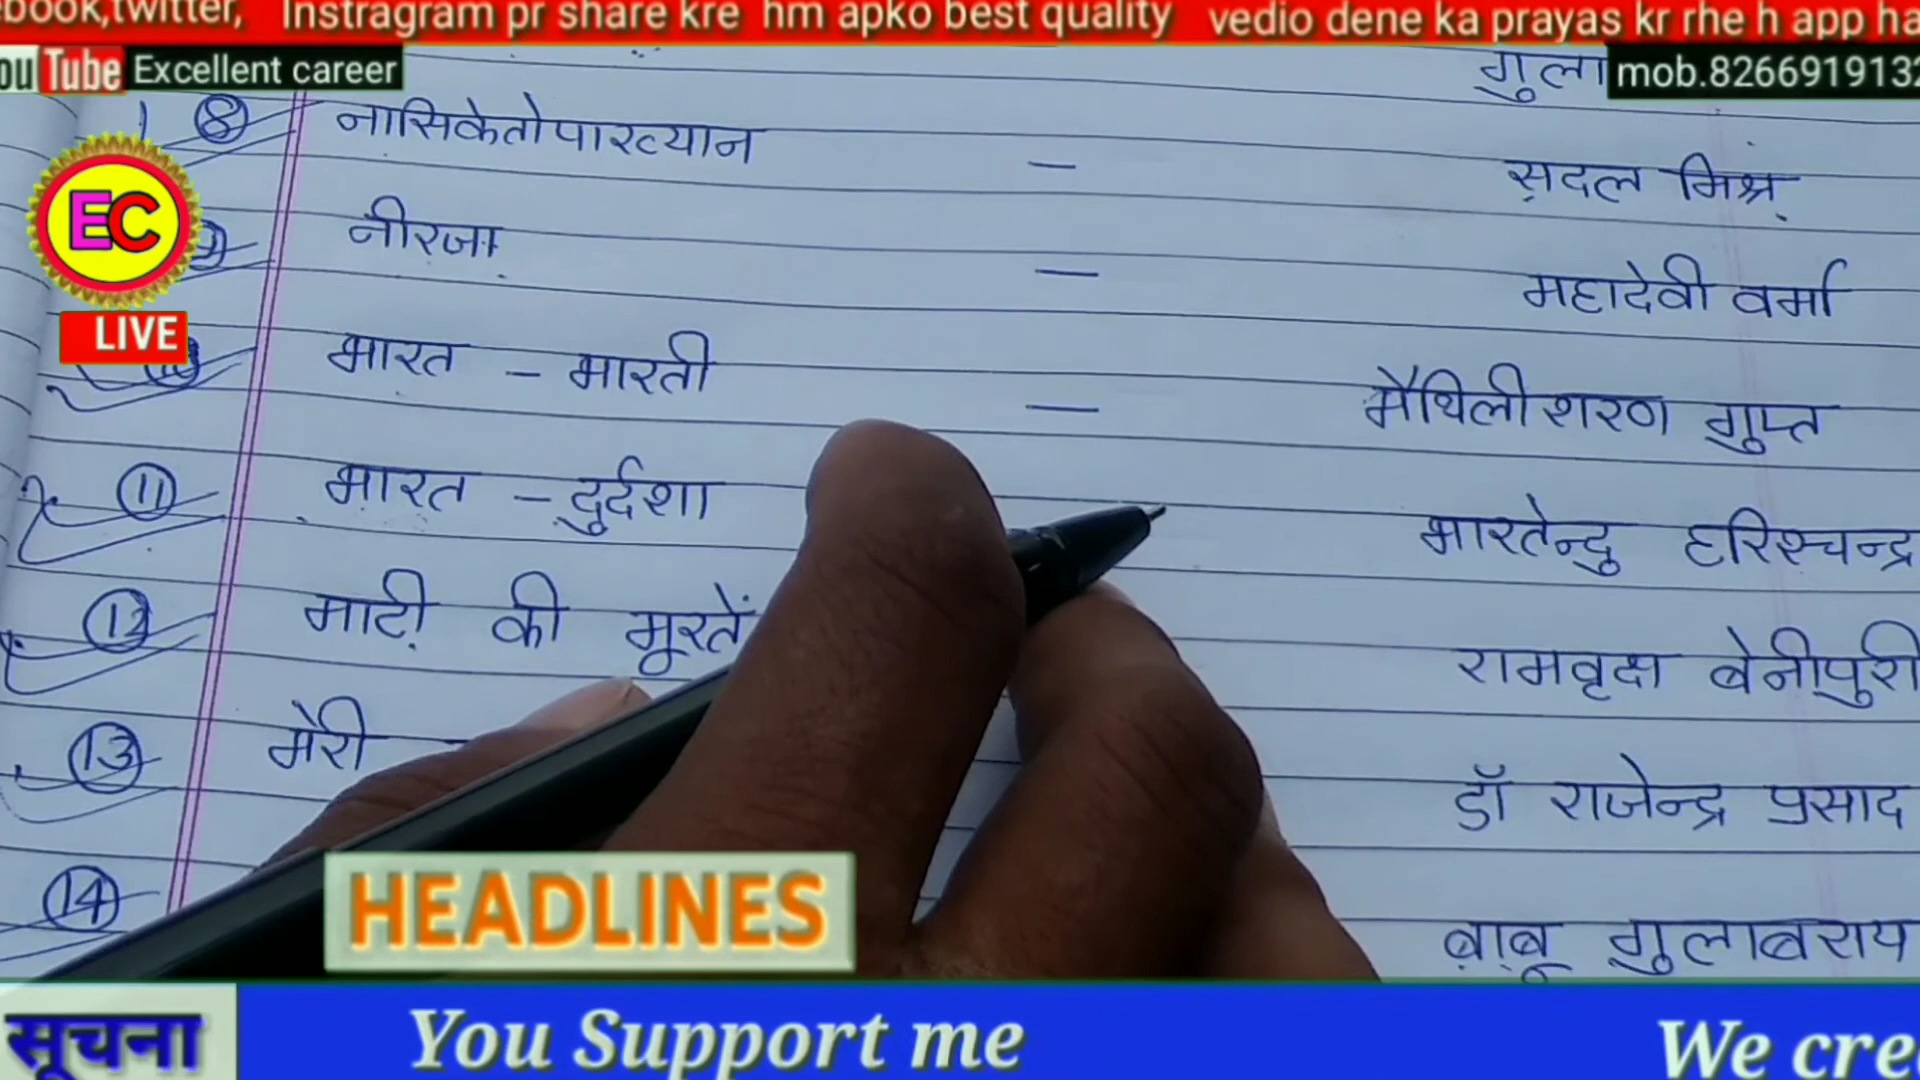 book,twitter, Instragram pr share kre hm apko best quality vedio dene ka prayas kr rhe h app ha
You Tube Excellent career
गुला
mob.826691913
8 नासिकेतोपाख्यान — सदल मिश्र
EC
नीरजा — महादेवी वर्मा
LIVE
भारत - भारती — मैथिलीशरण गुप्त
11 भारत - दुर्दशा भारतेन्दु हरिश्चन्द्र
12 माटी की मूरतें रामवृक्ष बेनीपुरी
13 मेरी - डॉ राजेन्द्र प्रसाद
14 बाबू गुलाबराय
HEADLINES
सूचना You Support me We cre